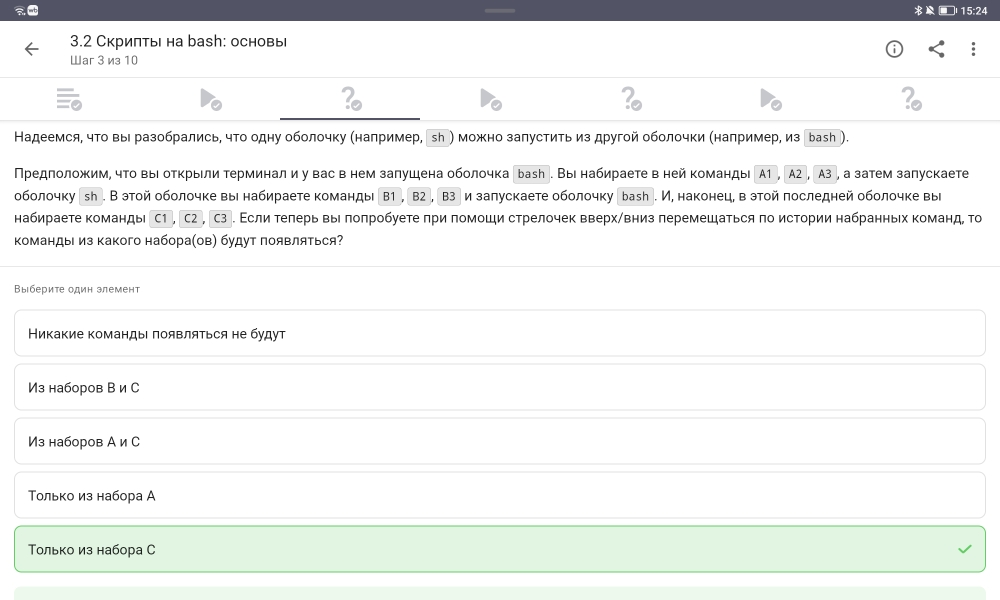 wb
15:24
3.2 Скрипты на bash: основы
Шаг 3 из 10
Надеемся, что вы разобрались, что одну оболочку (например, sh) можно запустить из другой оболочки (например, из bash).
Предположим, что вы открыли терминал и у вас в нем запущена оболочка bash. Вы набираете в ней команды A1, A2, A3, а затем запускаете
оболочку sh. В этой оболочке вы набираете команды B1, B2, B3 и запускаете оболочку bash. И, наконец, в этой последней оболочке вы
набираете команды C1, C2, C3. Если теперь вы попробуете при помощи стрелочек вверх/вниз перемещаться по истории набранных команд, то
команды из какого набора(ов) будут появляться?
Выберите один элемент
Никакие команды появляться не будут
Из наборов B и C
Из наборов A и C
Только из набора A
Только из набора C